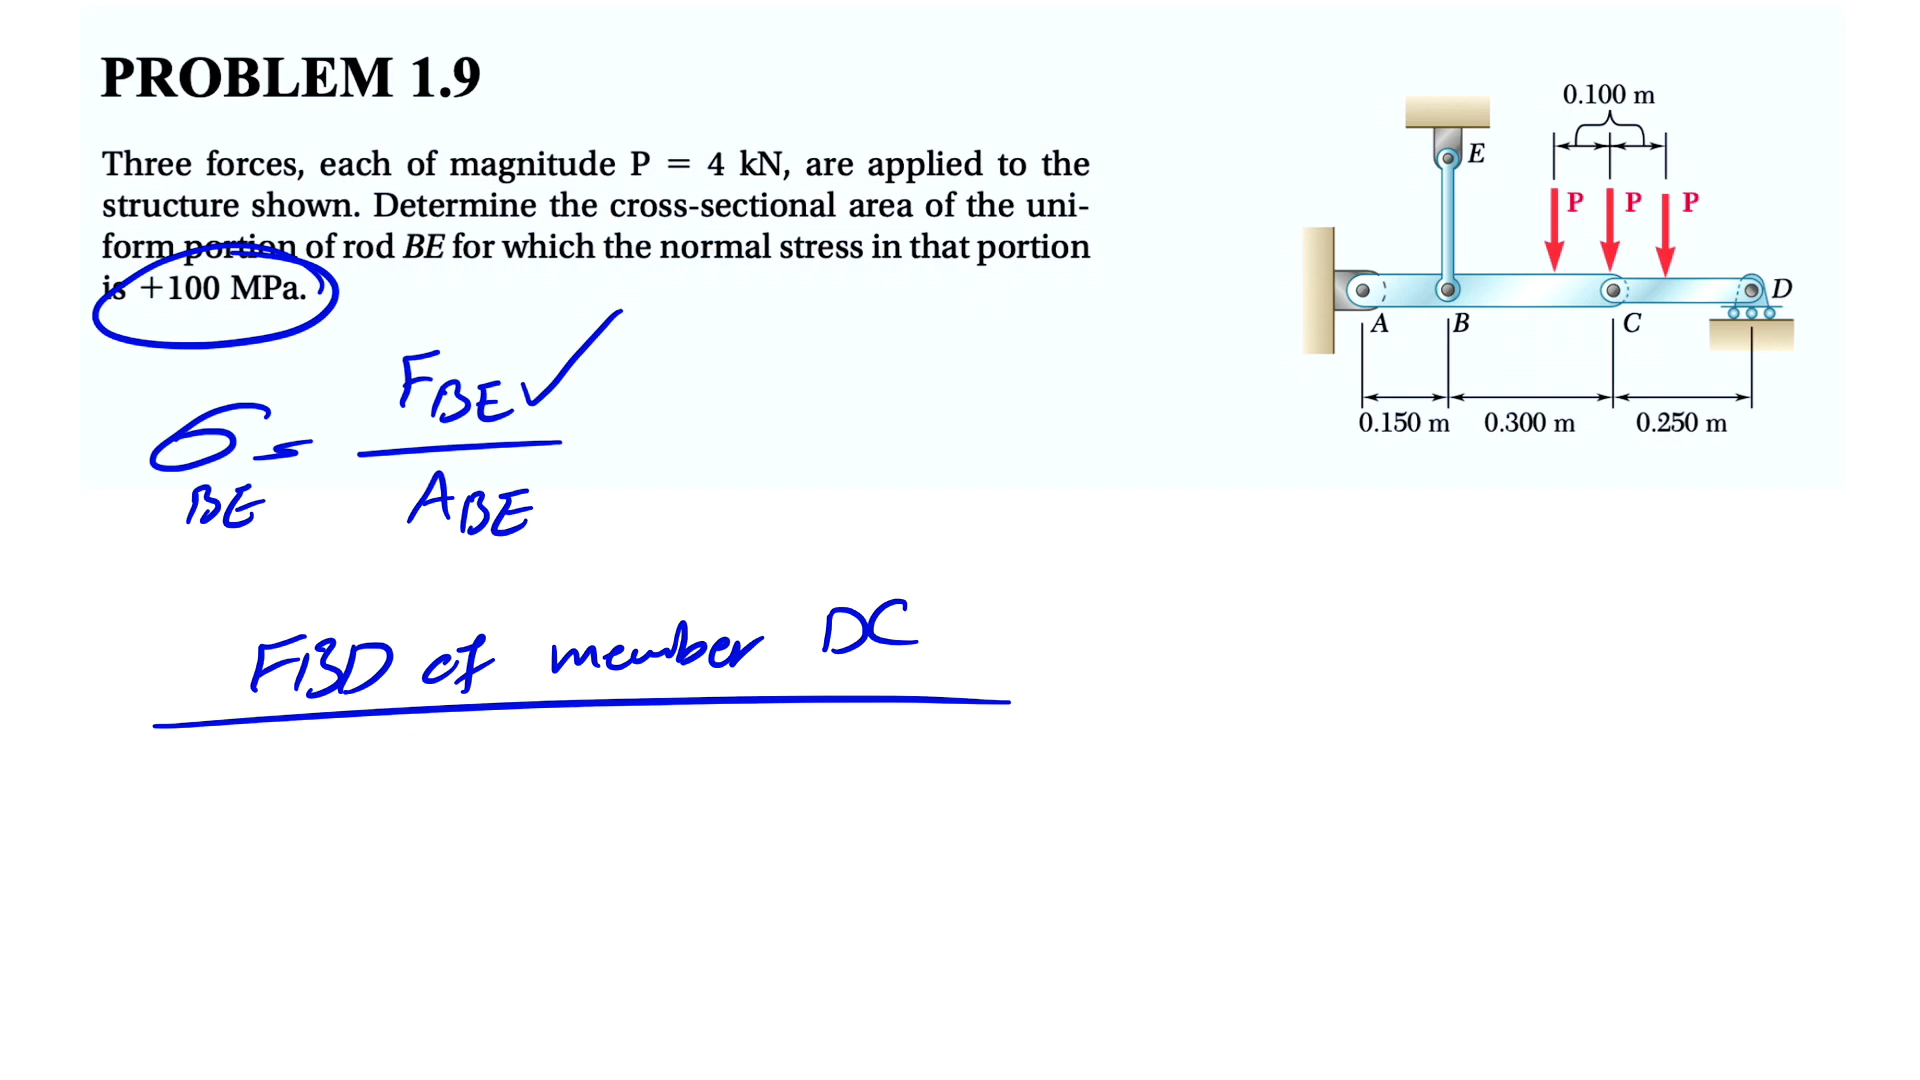 PROBLEM 1.9
Three forces, each of magnitude P = 4 kN, are applied to the
structure shown. Determine the cross-sectional area of the uni-
form portion of rod BE for which the normal stress in that portion
is +100 MPa.
0.100 m
E
P P P
A B C D
0.150 m 0.300 m 0.250 m
σBE = FBE ✓
ABE
FBD of member DC